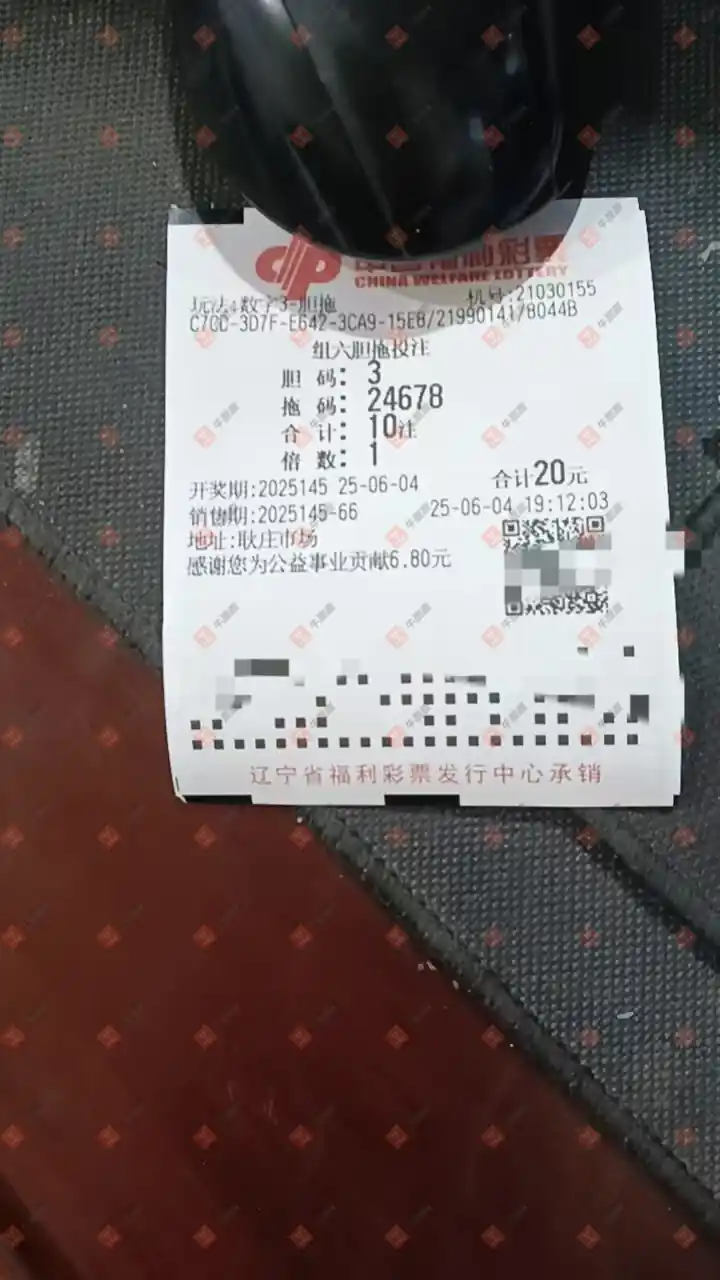 中国福利彩票
CHINA WELFARE LOTTERY
玩法:数字3-胆拖 机号:21030155
C7CD-3D7F-E642-3CA9-15E8/21990141/8044B
组六胆拖投注
胆 码: 3
拖 码: 24678
合 计: 10注
倍 数: 1
合计20元
开奖期:2025145 25-06-04
销售期:2025145-66 25-06-04 19:12:03
地址:耿庄市场
感谢您为公益事业贡献6.80元
辽宁省福利彩票发行中心承销